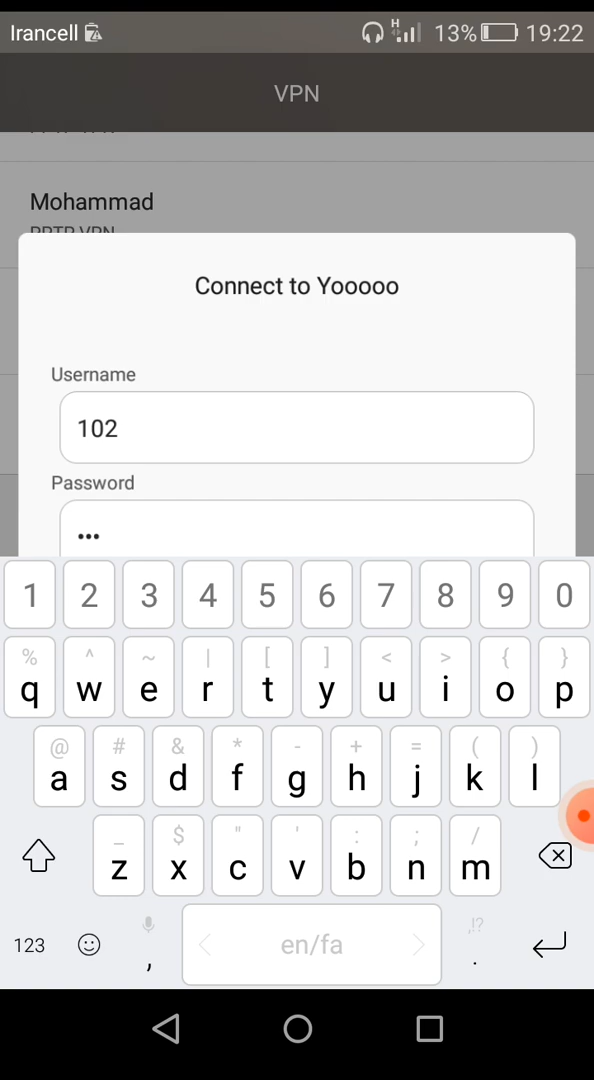 Irancell H 13% 19:22
VPN
Mohammad
PPTP VPN
Connect to Yooooo
Username
102
Password
•••
1 2 3 4 5 6 7 8 9 0
% ^ ~ | [ ] < > { }
q w e r t y u i o p
@ # & * - + = ( )
a s d f g h j k l
_ $ " ' : ; /
z x c v b n m
,!?
123 , en/fa .